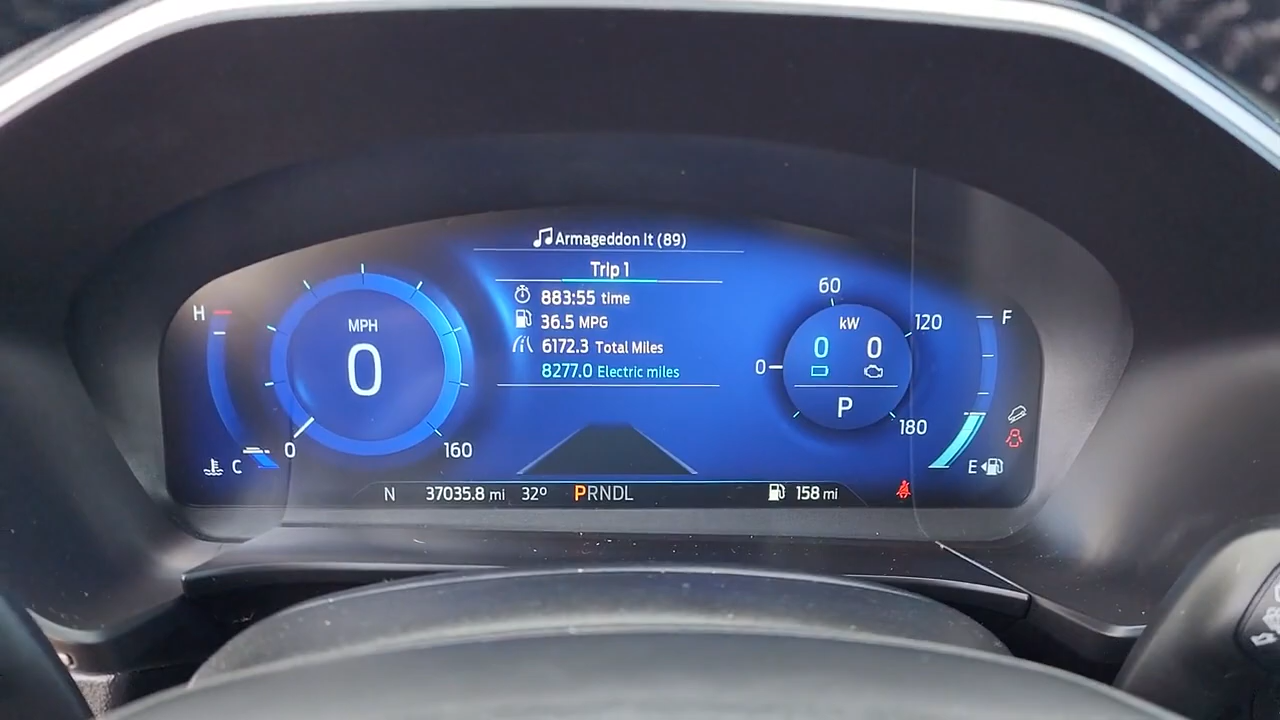 Armageddon It (89)
Trip 1
883:55 time
36.5 MPG
6172.3 Total Miles
8277.0 Electric miles
H
C
MPH
0
0
160
60
120
0
180
kW
0 0
P
F
E
N 37035.8 mi 32º PRNDL 158 mi